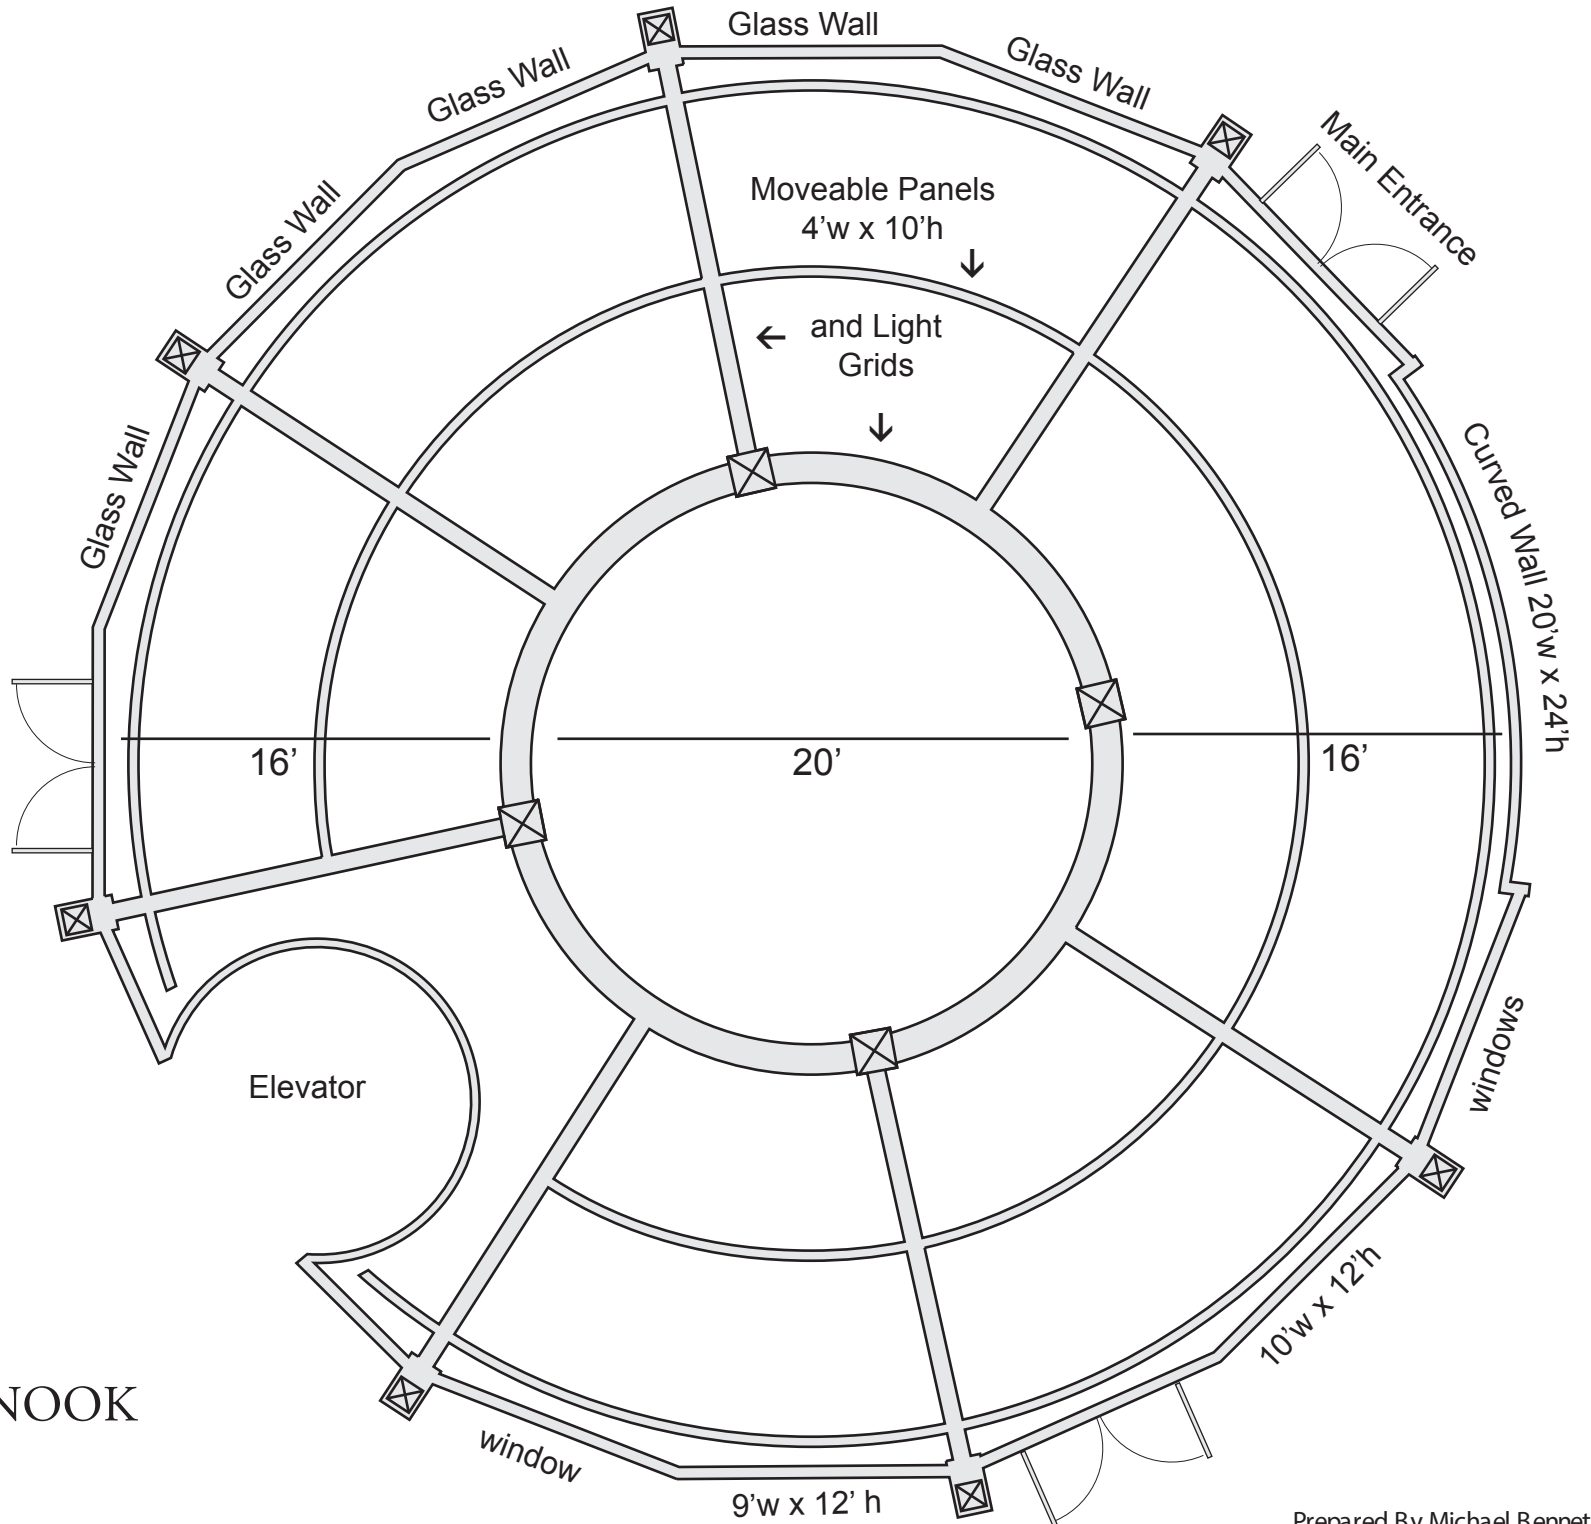 Glass Wall
Glass Wall
Glass Wall
Glass Wall
Glass Wall
Main Entrance
Moveable Panels
4’w x 10’h
and Light
Grids
Curved Wall 20’w x 24’h
16’
20’
16’
Elevator
windows
10’w x 12’h
window
9’w x 12’ h
NOOK
Prepared By Michael Bennet